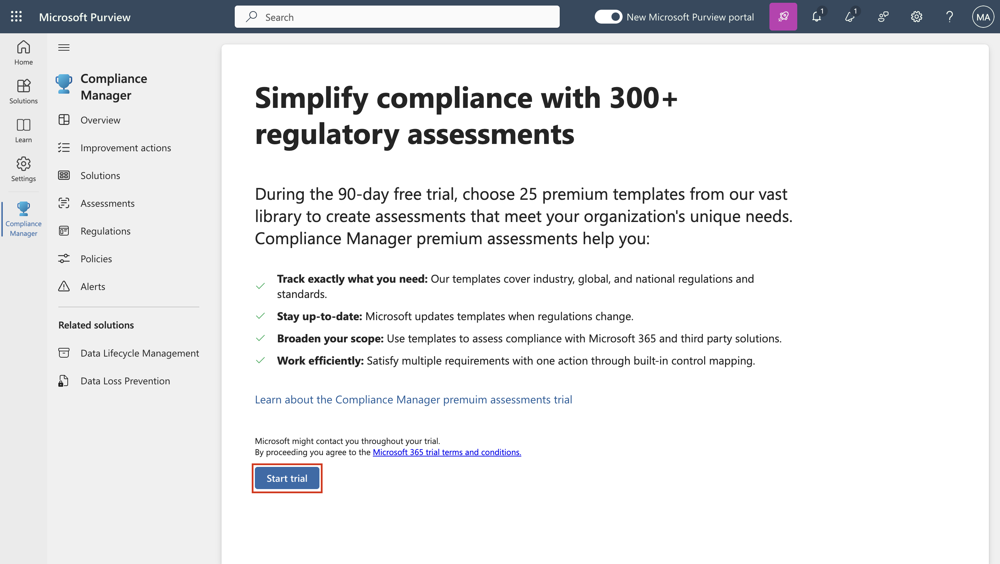 Microsoft Purview
Search
New Microsoft Purview portal
1
1
MA
Home
Solutions
Learn
Settings
Compliance
Manager
Compliance
Manager
Overview
Improvement actions
Solutions
Assessments
Regulations
Policies
Alerts
Related solutions
Data Lifecycle Management
Data Loss Prevention
Simplify compliance with 300+
regulatory assessments
During the 90-day free trial, choose 25 premium templates from our vast
library to create assessments that meet your organization's unique needs.
Compliance Manager premium assessments help you:
Track exactly what you need: Our templates cover industry, global, and national regulations and
standards.
Stay up-to-date: Microsoft updates templates when regulations change.
Broaden your scope: Use templates to assess compliance with Microsoft 365 and third party solutions.
Work efficiently: Satisfy multiple requirements with one action through built-in control mapping.
Learn about the Compliance Manager premuim assessments trial
Microsoft might contact you throughout your trial.
By proceeding you agree to the Microsoft 365 trial terms and conditions.
Start trial